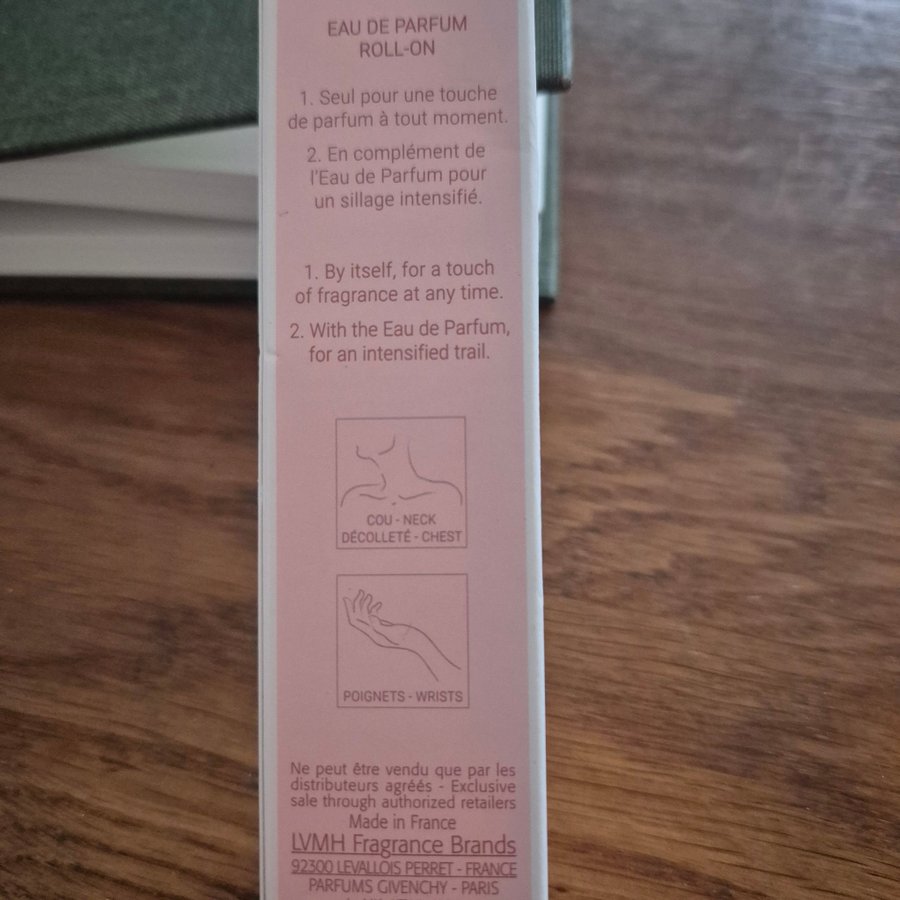 EAU DE PARFUM
ROLL-ON
1. Seul pour une touche
de parfum à tout moment.
2. En complément de
l'Eau de Parfum pour
un sillage intensifié.
1. By itself, for a touch
of fragrance at any time.
2. With the Eau de Parfum,
for an intensified trail.
COU - NECK
DÉCOLLETÉ - CHEST
POIGNETS - WRISTS
Ne peut être vendu que par les
distributeurs agréés - Exclusive
sale through authorized retailers
Made in France
LVMH Fragrance Brands
92300 LEVALLOIS PERRET - FRANCE
PARFUMS GIVENCHY - PARIS